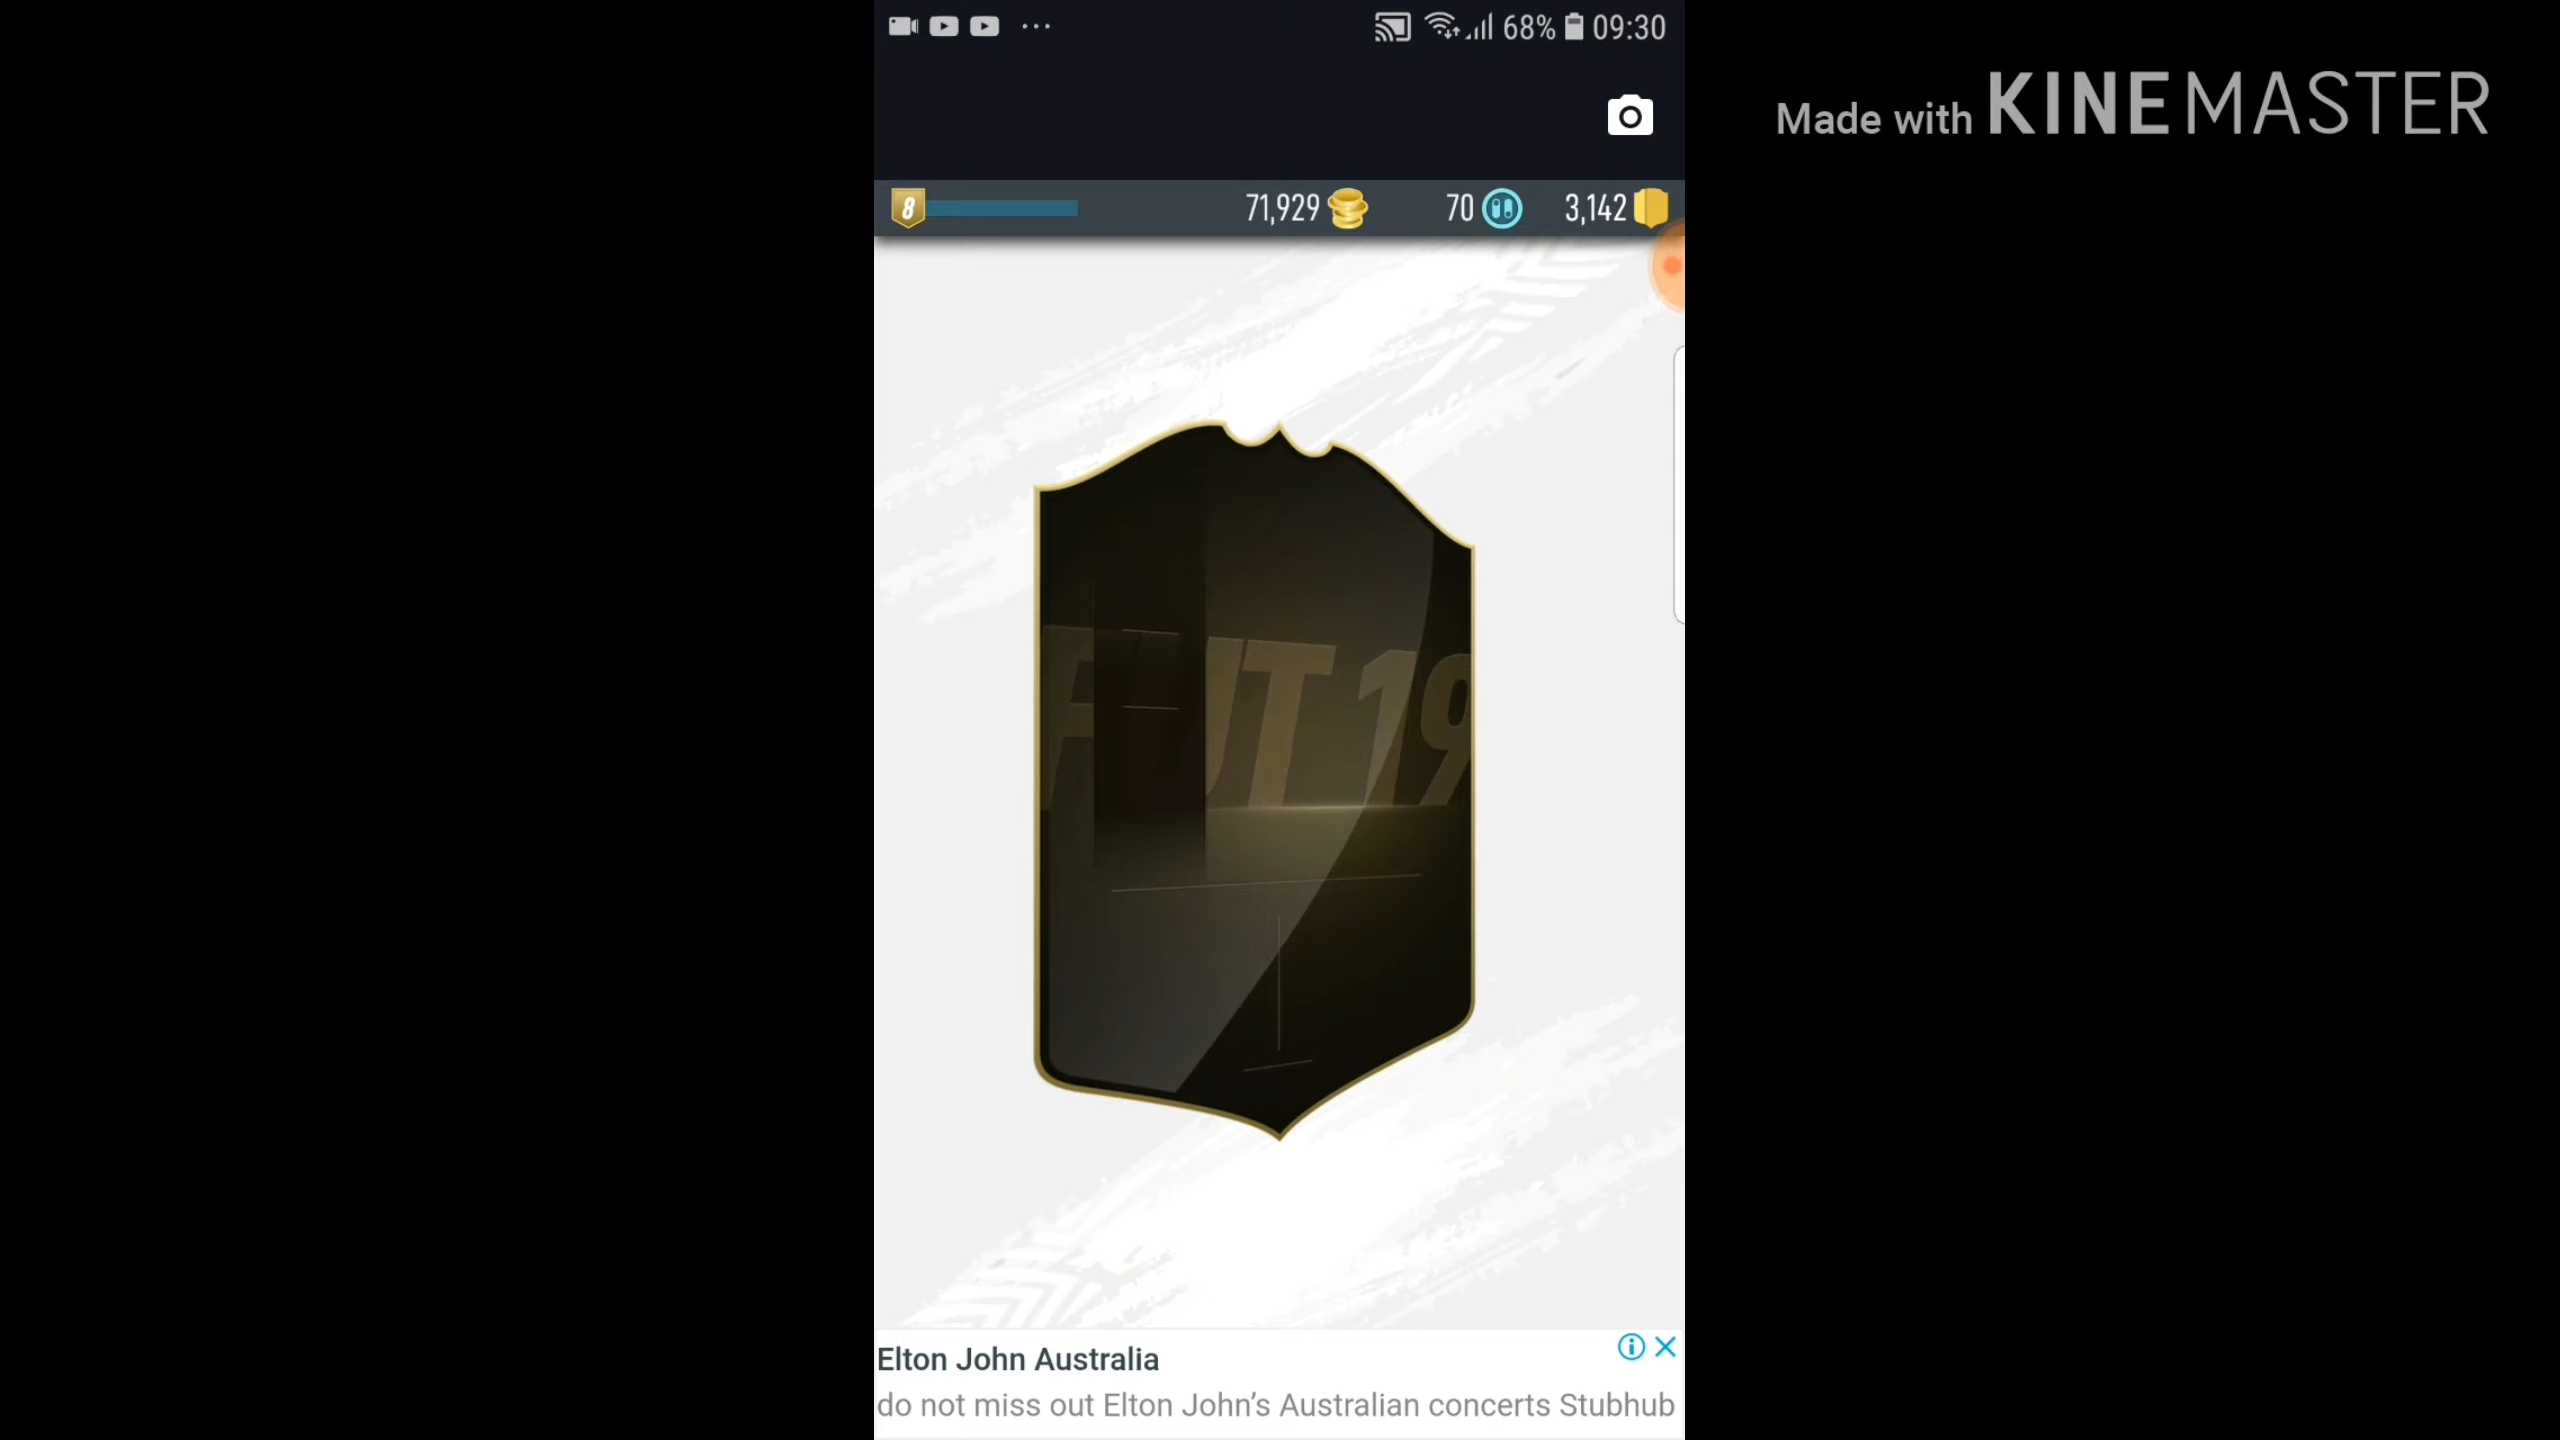 68% 09:30
Made with KINEMASTER
8 71,929 70 3,142
FUT 19
Elton John Australia
do not miss out Elton John’s Australian concerts Stubhub